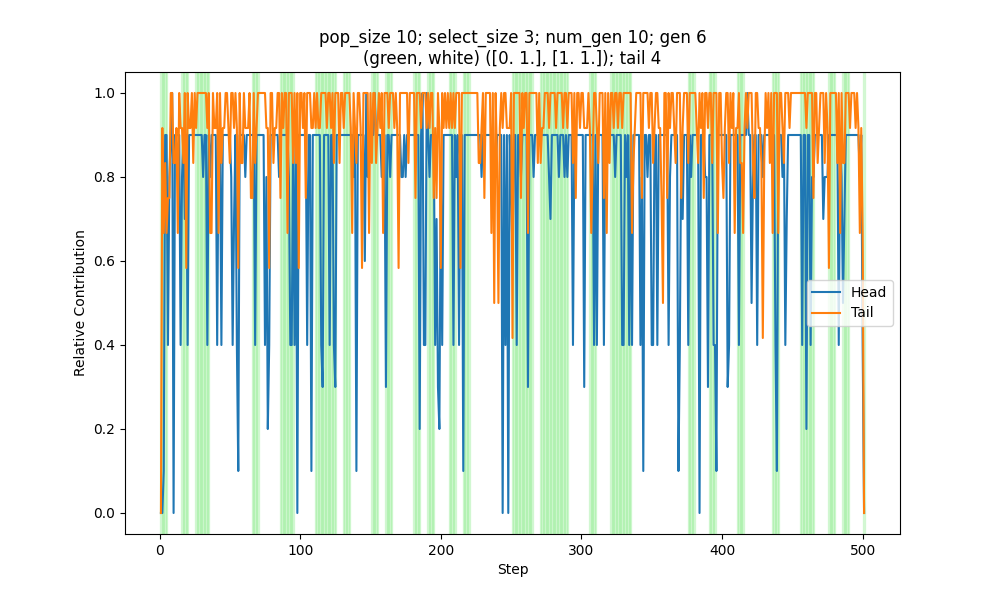 pop_size 10; select_size 3; num_gen 10; gen 6
(green, white) ([0. 1.], [1. 1.]); tail 4
1.0
0.8
0.6
0.4
0.2
0.0
Relative Contribution
Head
Tail
0
100
200
300
400
500
Step